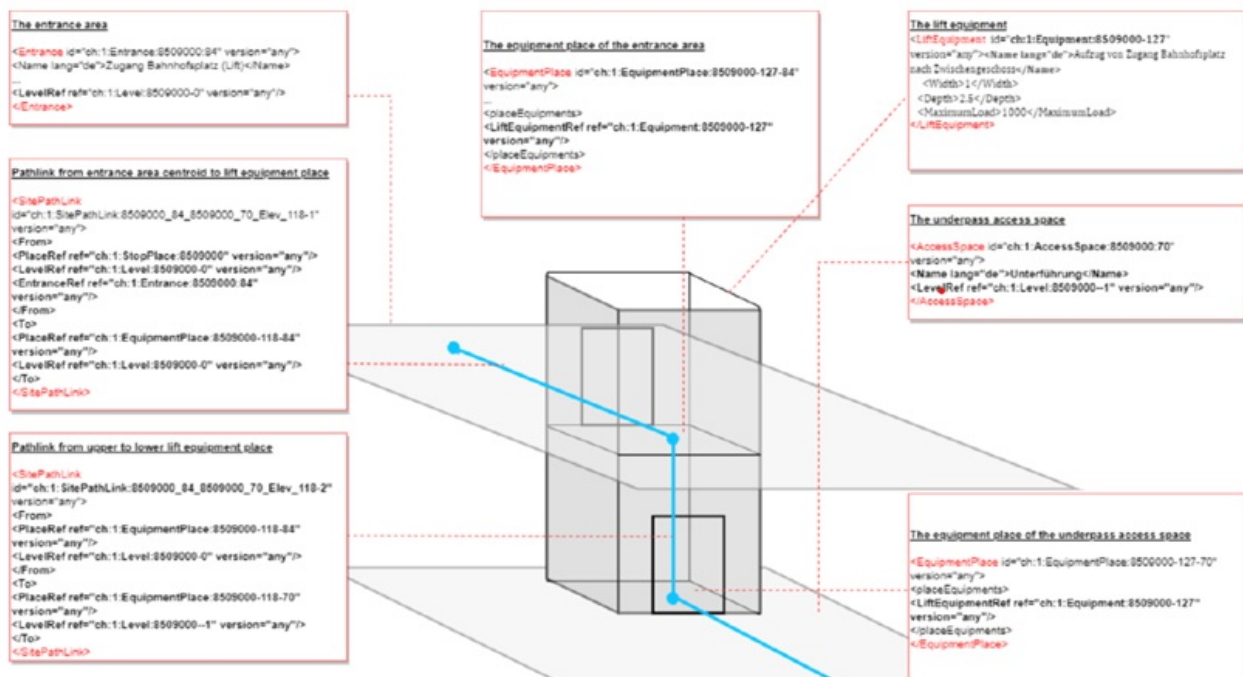 The entrance area
<Entrance id="ch:1:Entrance:8509000:84" version="any">
<Name lang="de">Zugang Bahnhofsplatz (Lift)</Name>
...
<LevelRef ref="ch:1:Level:8509000-0" version="any"/>
</Entrance>
Pathlink from entrance area centroid to lift equipment place
<SitePathLink
id="ch:1:SitePathLink:8509000_84_8509000_70_Elev_118-1"
version="any">
<From>
<PlaceRef ref="ch:1:StopPlace:8509000" version="any"/>
<LevelRef ref="ch:1:Level:8509000-0" version="any"/>
<EntranceRef ref="ch:1:Entrance:8509000:84"
version="any"/>
</From>
<To>
<PlaceRef ref="ch:1:EquipmentPlace:8509000-118-84"
version="any"/>
<LevelRef ref="ch:1:Level:8509000-0" version="any"/>
</To>
</SitePathLink>
Pathlink from upper to lower lift equipment place
<SitePathLink
id="ch:1:SitePathLink:8509000_84_8509000_70_Elev_118-2"
version="any">
<From>
<PlaceRef ref="ch:1:EquipmentPlace:8509000-118-84"
version="any"/>
<LevelRef ref="ch:1:Level:8509000-0" version="any"/>
</From>
<To>
<PlaceRef ref="ch:1:EquipmentPlace:8509000-118-70"
version="any"/>
<LevelRef ref="ch:1:Level:8509000--1" version="any"/>
</To>
</SitePathLink>
The equipment place of the entrance area
<EquipmentPlace id="ch:1:EquipmentPlace:8509000-127-84"
version="any">
...
<placeEquipments>
<LiftEquipmentRef ref="ch:1:Equipment:8509000-127"
version="any"/>
</placeEquipments>
</EquipmentPlace>
The lift equipment
<LiftEquipment id="ch:1:Equipment:8509000-127"
version="any"><Name lang="de">Aufzug von Zugang Bahnhofsplatz
nach Zwischengeschoss</Name>
<Width>1</Width>
<Depth>2.5</Depth>
<MaximumLoad>1000</MaximumLoad>
</LiftEquipment>
The underpass access space
<AccessSpace id="ch:1:AccessSpace:8509000:70"
version="any">
<Name lang="de">Unterführung</Name>
<LevelRef ref="ch:1:Level:8509000--1" version="any"/>
</AccessSpace>
The equipment place of the underpass access space
<EquipmentPlace id="ch:1:EquipmentPlace:8509000-127-70"
version="any">
<placeEquipments>
<LiftEquipmentRef ref="ch:1:Equipment:8509000-127"
version="any"/>
</placeEquipments>
</EquipmentPlace>